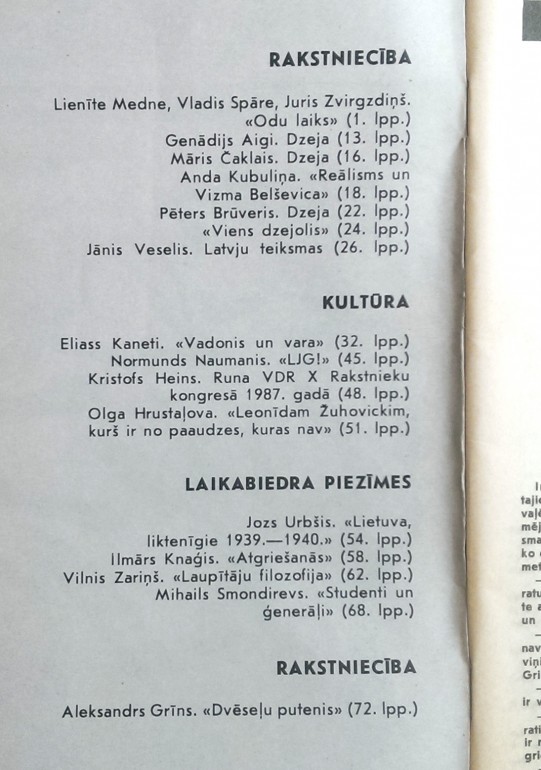 RAKSTNIECĪBA
Lienīte Medne, Vladis Spāre, Juris Zvirgzdiņš.
«Odu laiks» (1. lpp.)
Genādijs Aigi. Dzeja (13. lpp.)
Māris Čaklais. Dzeja (16. lpp.)
Anda Kubuliņa. «Reālisms un
Vizma Belševica» (18. lpp.)
Pēters Brūveris. Dzeja (22. lpp.)
«Viens dzejolis» (24. lpp.)
Jānis Veselis. Latvju teiksmas (26. lpp.)
KULTŪRA
Eliass Kaneti. «Vadonis un vara» (32. lpp.)
Normunds Naumanis. «LJG!» (45. lpp.)
Kristofs Heins. Runa VDR X Rakstnieku
kongresā 1987. gadā (48. lpp.)
Olga Hrustaļova. «Leonīdam Žuhovickim,
kurš ir no paaudzes, kuras nav» (51. lpp.)
LAIKABIEDRA PIEZĪMES
Jozs Urbšis. «Lietuva,
liktenīgie 1939.—1940.» (54. lpp.)
Ilmārs Knaģis. «Atgriešanās» (58. lpp.)
Vilnis Zariņš. «Laupītāju filozofija» (62. lpp.)
Mihails Smondirevs. «Studenti un
ģenerāļi» (68. lpp.)
RAKSTNIECĪBA
Aleksandrs Grīns. «Dvēseļu putenis» (72. lpp.)